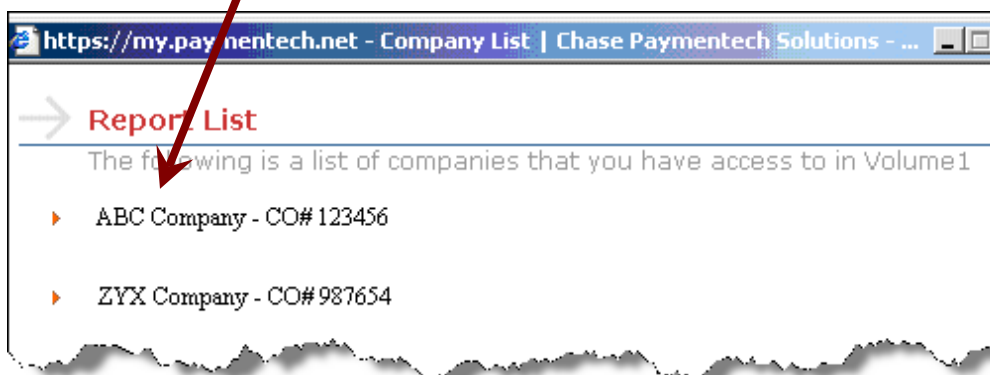 https://my.paymentech.net - Company List | Chase Paymentech Solutions - ...
Report List
The following is a list of companies that you have access to in Volume1
ABC Company - CO# 123456
ZYX Company - CO# 987654